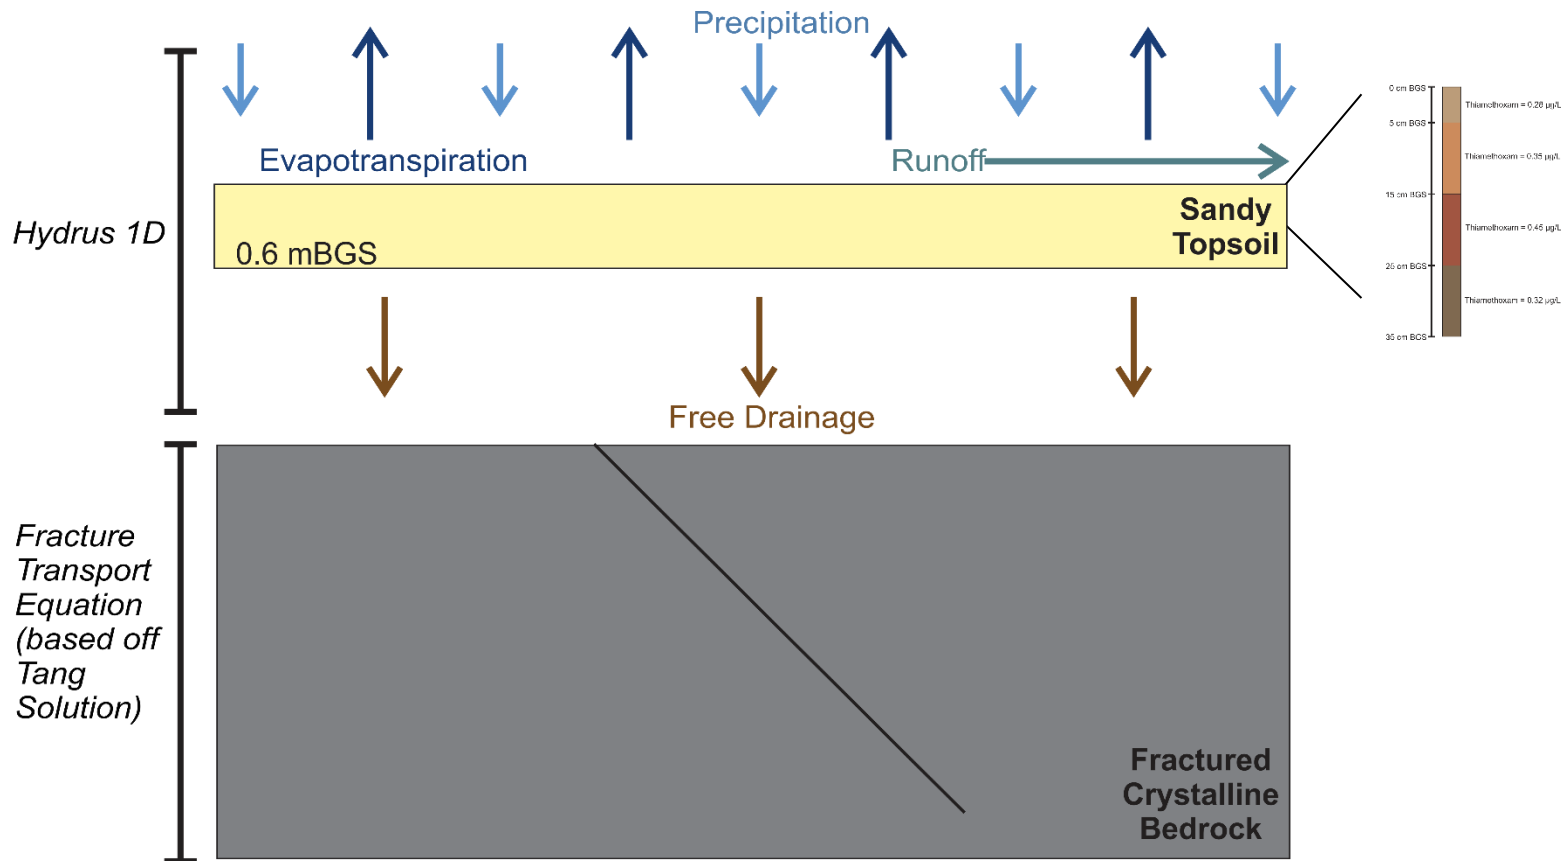 Precipitation
Evapotranspiration
Runoff
Hydrus 1D
Sandy
Topsoil
0.6 mBGS
Free Drainage
0 cm BGS
Thiamethoxam = 0.28 µg/L
5 cm BGS
Thiamethoxam = 0.35 µg/L
15 cm BGS
Thiamethoxam = 0.45 µg/L
25 cm BGS
Thiamethoxam = 0.32 µg/L
35 cm BGS
Fracture
Transport
Equation
(based off
Tang
Solution)
Fractured
Crystalline
Bedrock